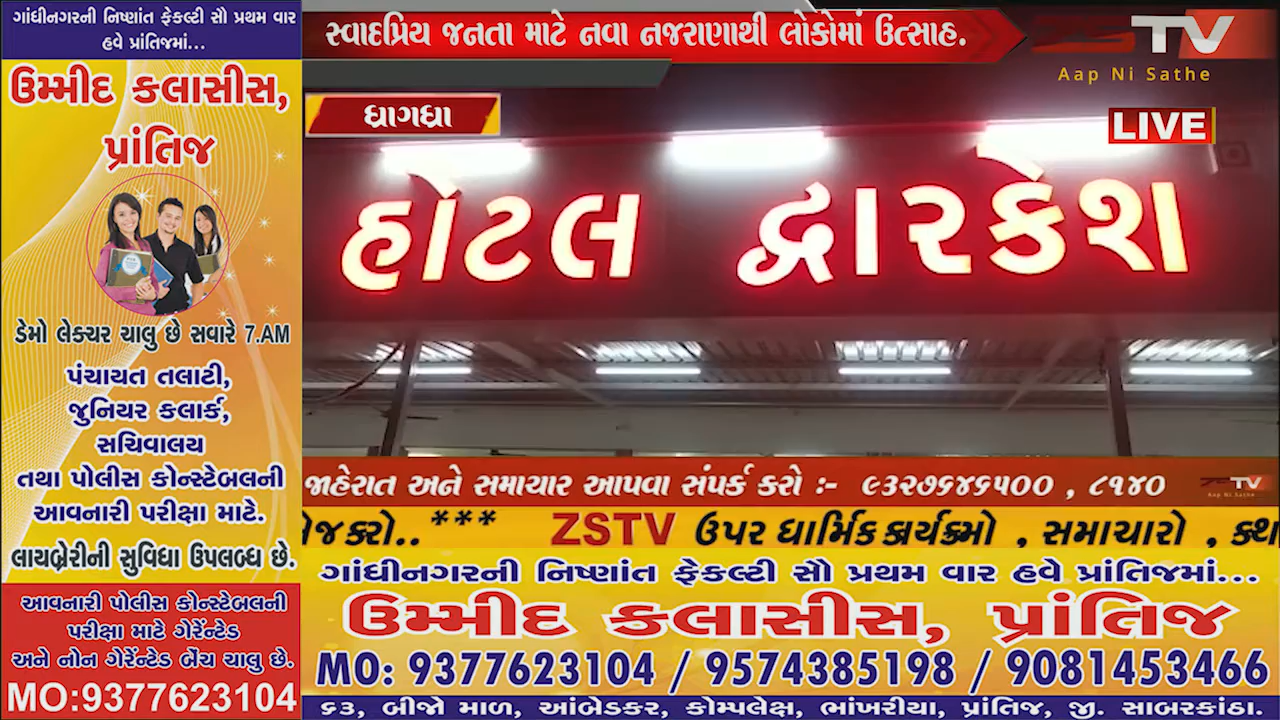 ગાંધીનગરની નિષ્ણાંત ફેકલ્ટી સૌ પ્રથમ વાર
હવે પ્રાંતિજમાં...
ઉમ્મીદ કલાસીસ,
પ્રાંતિજ
ડેમો લેક્ચર ચાલુ છે સવારે 7.AM
પંચાયત તલાટી,
જુનિયર કલાર્ક,
સચિવાલય
તથા પોલીસ કોન્સ્ટેબલની
આવનારી પરીક્ષા માટે.
લાયબ્રેરીની સુવિધા ઉપલબ્ધ છે.
આવનારી પોલીસ કોન્સ્ટેબલની
પરીક્ષા માટે ગેરેંન્ટેડ
અને નોન ગેરેંન્ટેડ બેંચ ચાલુ છે.
MO:9377623104
સ્વાદપ્રિય જનતા માટે નવા નજરાણાથી લોકોમાં ઉત્સાહ.
ZSTV
Aap Ni Sathe
LIVE
ધ્રાગધ્રા
હોટલ દ્વારકેશ
જાહેરાત અને સમાચાર આપવા સંપર્ક કરો :- ૯૩૨૭૬૪૬૫૦૦ , ૮૧૪૦
ZSTV
Aap Ni Sathe
*** ZSTV ઉપર ધાર્મિક કાર્યક્રમો , સમાચારો ,
ગાંધીનગરની નિષ્ણાંત ફેકલ્ટી સૌ પ્રથમ વાર હવે પ્રાંતિજમાં...
ઉમ્મીદ કલાસીસ, પ્રાંતિજ
MO: 9377623104 / 9574385198 / 9081453466
૬૩, બીજો માળ, આંબેડકર, કોમ્પલેક્ષ, ભાંખરીયા, પ્રાંતિજ, જી. સાબરકાંઠા.